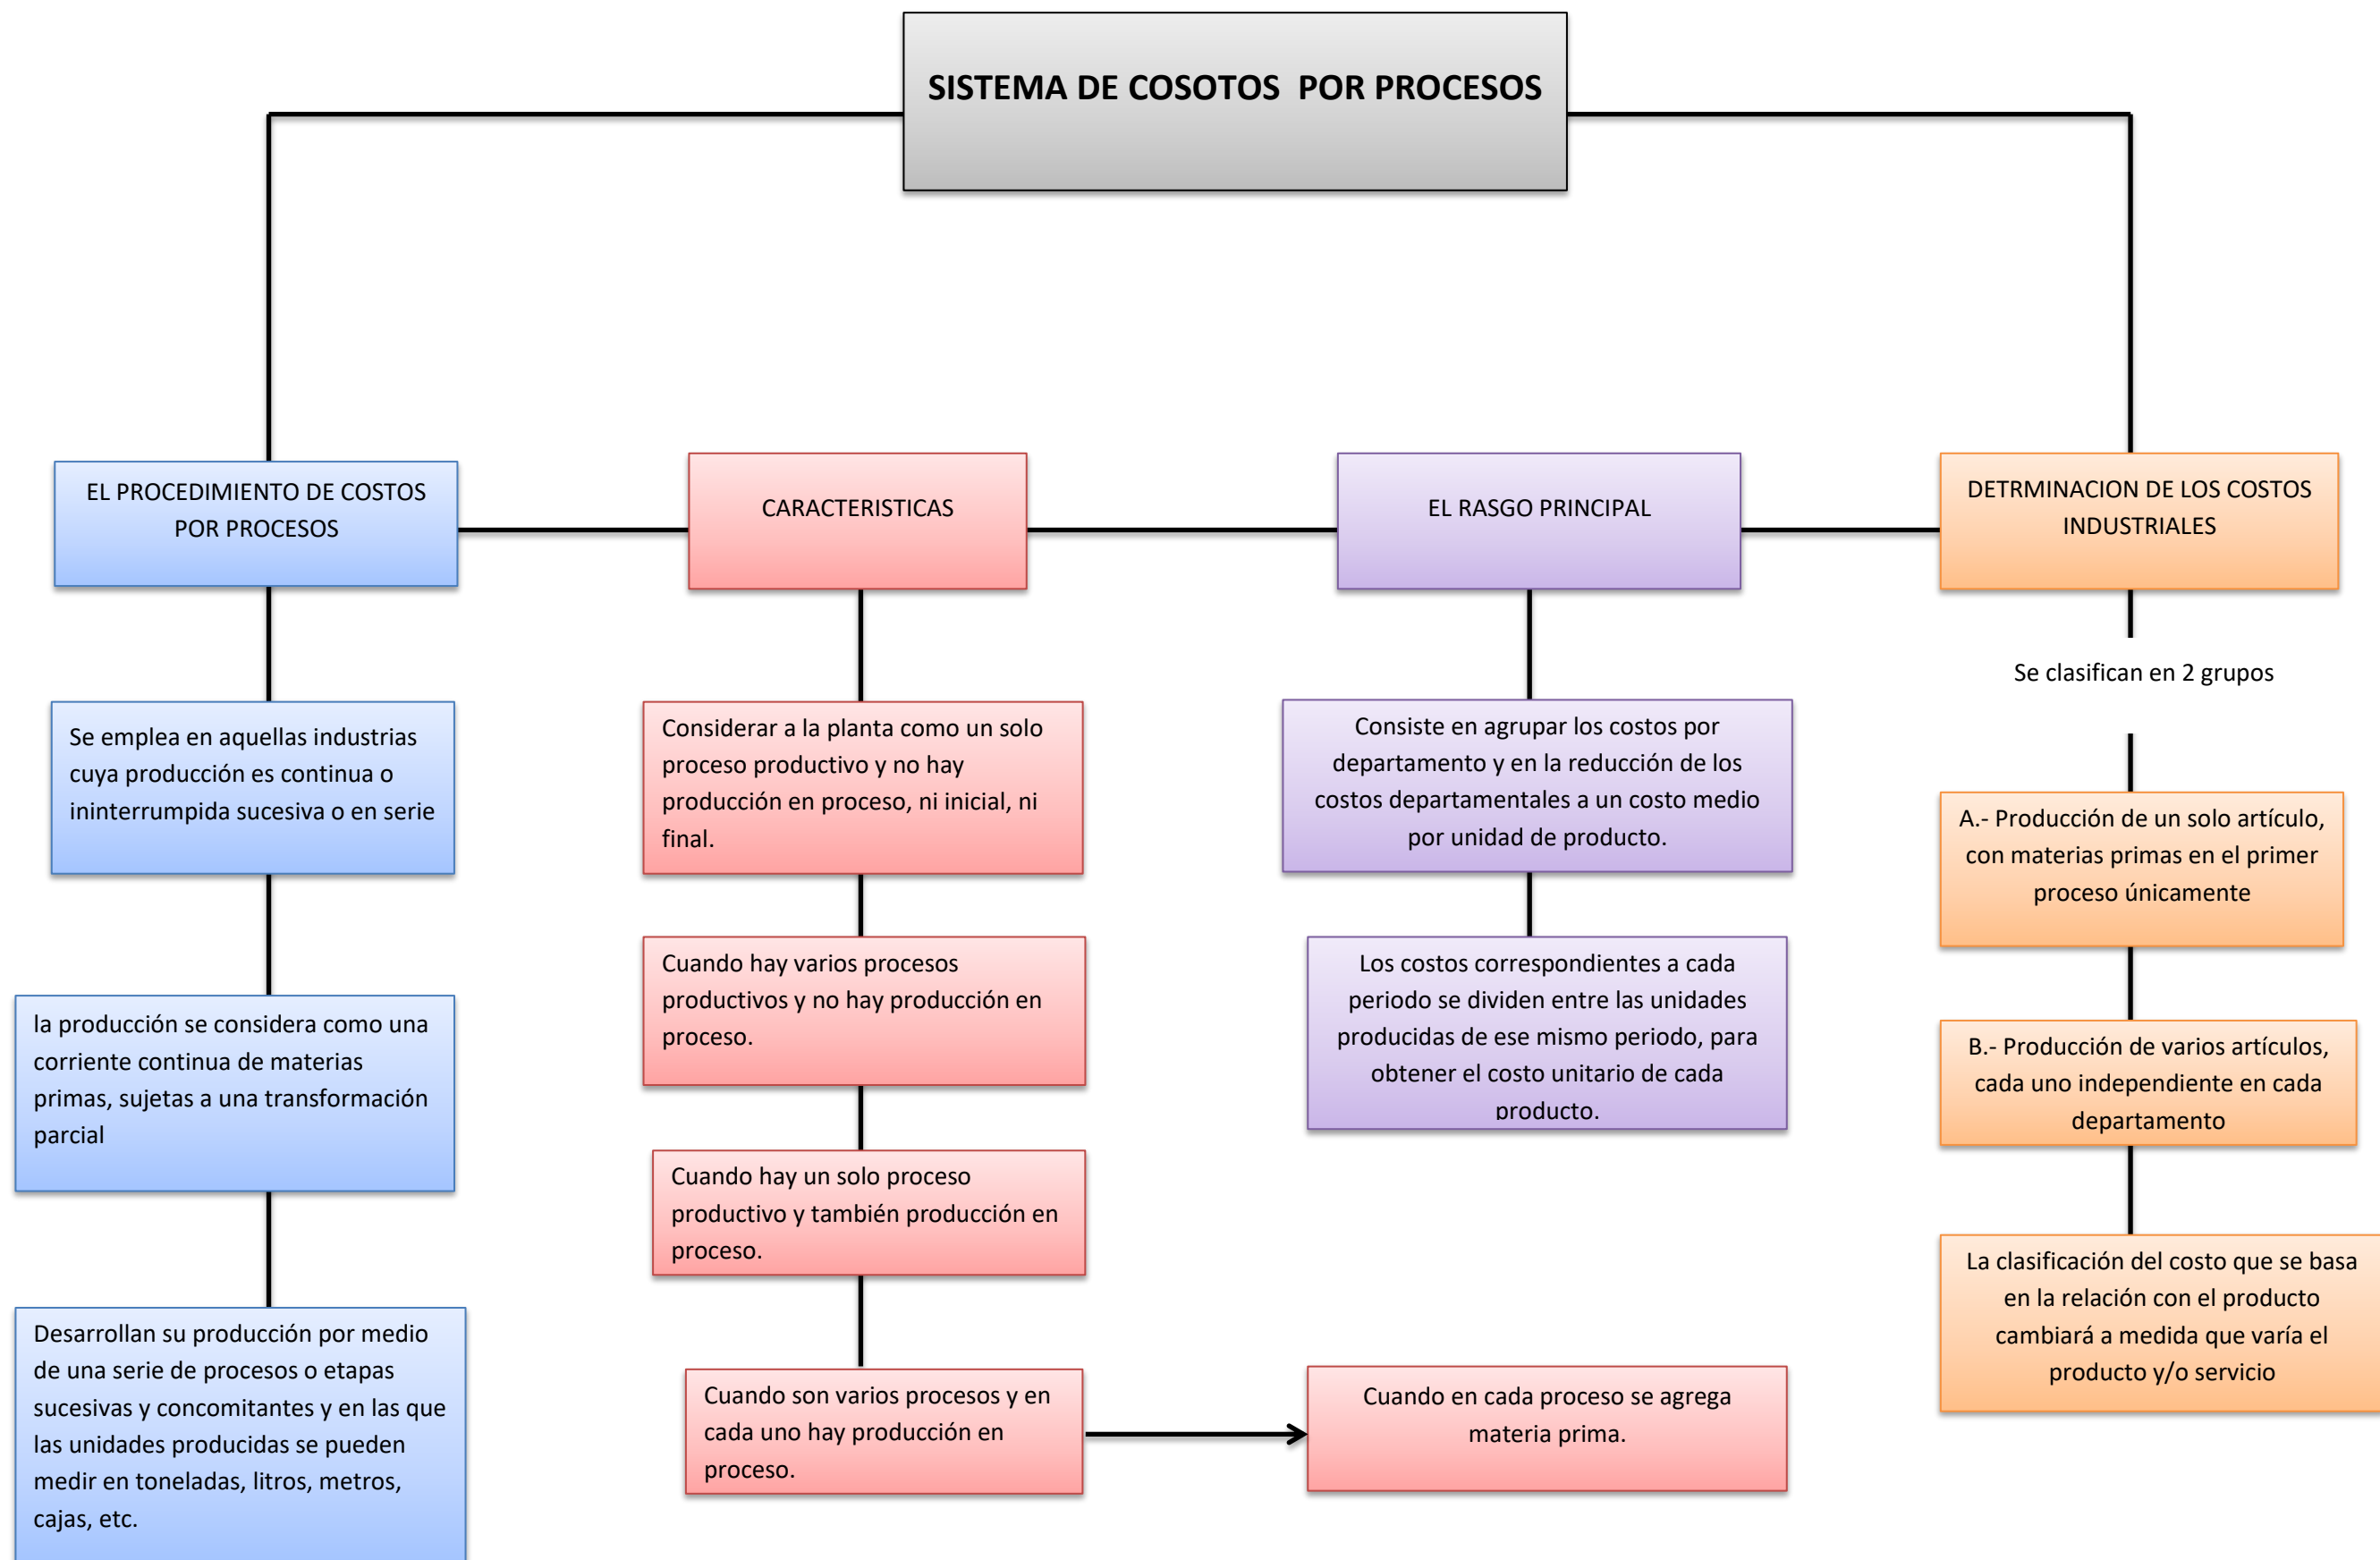 SISTEMA DE COSOTOS  POR PROCESOS
EL PROCEDIMIENTO DE COSTOS
POR PROCESOS
CARACTERISTICAS
EL RASGO PRINCIPAL
DETRMINACION DE LOS COSTOS
INDUSTRIALES
Se emplea en aquellas industrias
cuya producción es continua o
ininterrumpida sucesiva o en serie
la producción se considera como una
corriente continua de materias
primas, sujetas a una transformación
parcial
Desarrollan su producción por medio
de una serie de procesos o etapas
sucesivas y concomitantes y en las que
las unidades producidas se pueden
medir en toneladas, litros, metros,
cajas, etc.
Considerar a la planta como un solo
proceso productivo y no hay
producción en proceso, ni inicial, ni
final.
Cuando hay varios procesos
productivos y no hay producción en
proceso.
Cuando hay un solo proceso
productivo y también producción en
proceso.
Cuando son varios procesos y en
cada uno hay producción en
proceso.
Cuando en cada proceso se agrega
materia prima.
Consiste en agrupar los costos por
departamento y en la reducción de los
costos departamentales a un costo medio
por unidad de producto.
Los costos correspondientes a cada
periodo se dividen entre las unidades
producidas de ese mismo periodo, para
obtener el costo unitario de cada
producto.
Se clasifican en 2 grupos
A.- Producción de un solo artículo,
con materias primas en el primer
proceso únicamente
B.- Producción de varios artículos,
cada uno independiente en cada
departamento
La clasificación del costo que se basa
en la relación con el producto
cambiará a medida que varía el
producto y/o servicio